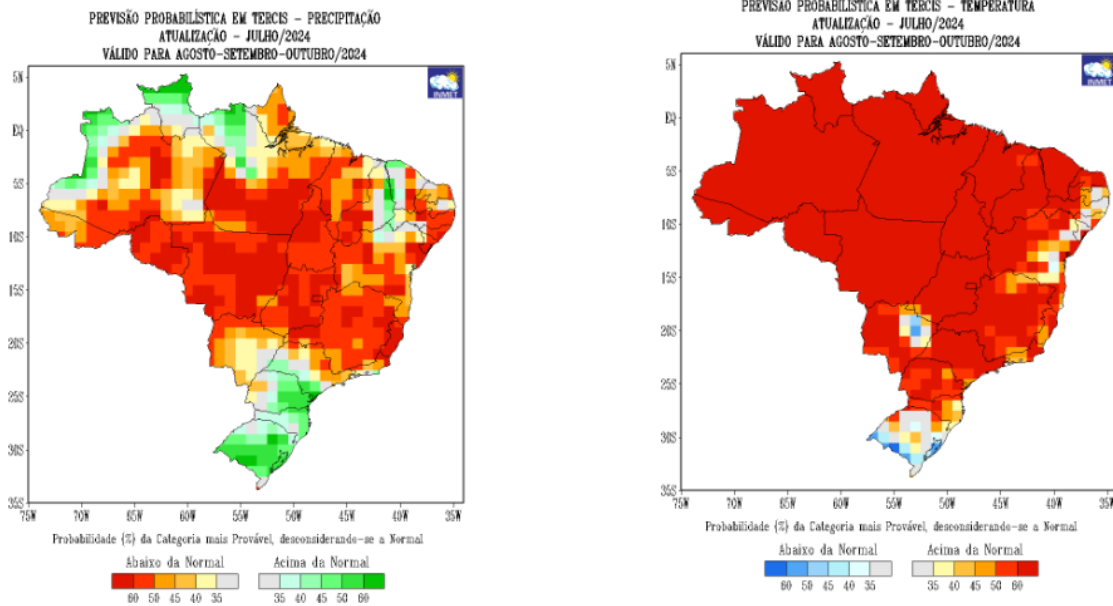 PREVISÃO PROBABILÍSTICA EM TERCIS - PRECIPITAÇÃO
ATUALIZAÇÃO - JULHO/2024
VÁLIDO PARA AGOSTO-SETEMBRO-OUTUBRO/2024
INMET
5N
EQ
5S
10S
15S
20S
25S
30S
35S
75W 70W 65W 60W 55W 50W 45W 40W 35W
Probabilidade (%) da Categoria mais Provável, desconsiderando-se a Normal
Abaixo da Normal Acima da Normal
60 50 45 40 35 35 40 45 50 60
PREVISÃO PROBABILÍSTICA EM TERCIS - TEMPERATURA
ATUALIZAÇÃO - JULHO/2024
VÁLIDO PARA AGOSTO-SETEMBRO-OUTUBRO/2024
INMET
5N
EQ
5S
10S
15S
20S
25S
30S
35S
75W 70W 65W 60W 55W 50W 45W 40W 35W
Probabilidade (%) da Categoria mais Provável, desconsiderando-se a Normal
Abaixo da Normal Acima da Normal
60 50 45 40 35 35 40 45 50 60